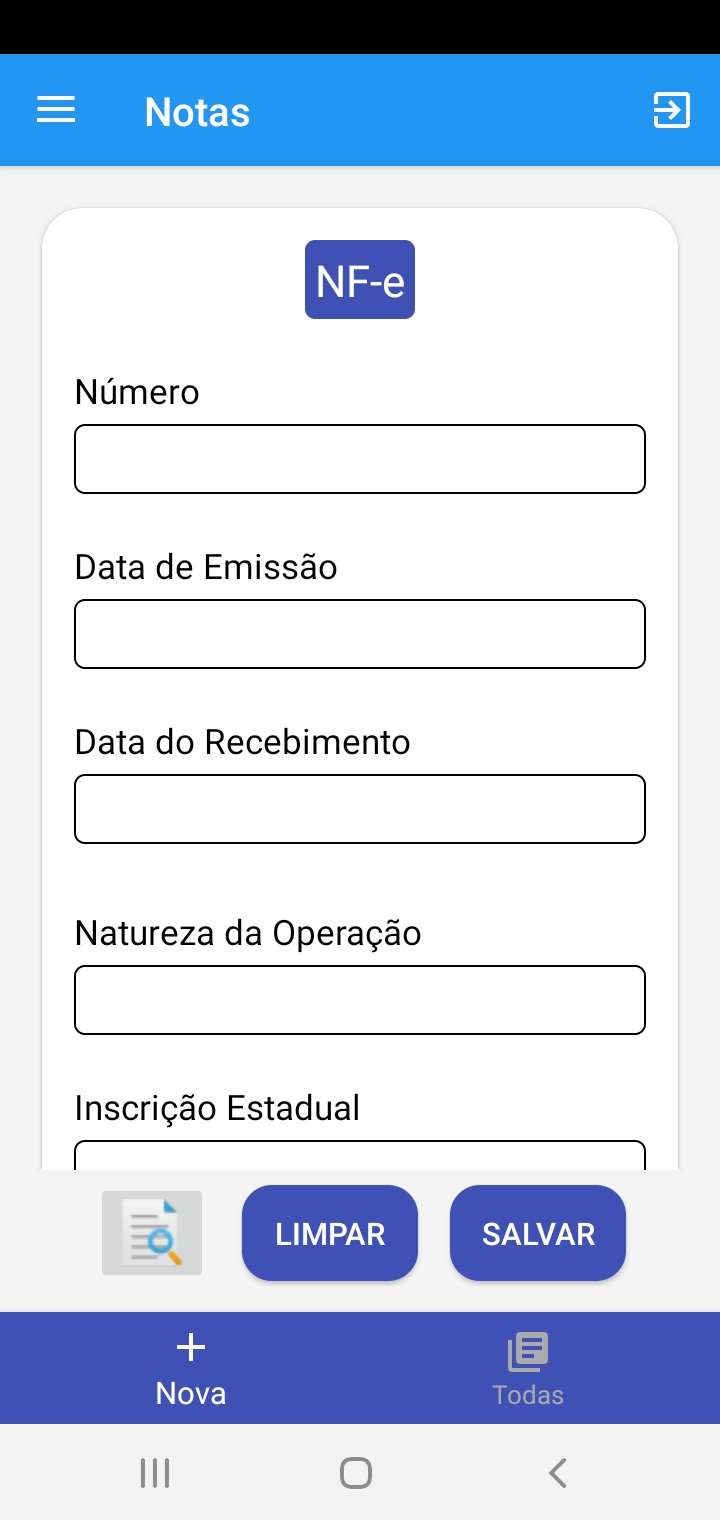 Notas
NF-e
Número
Data de Emissão
Data do Recebimento
Natureza da Operação
Inscrição Estadual
LIMPAR
SALVAR
Nova
Todas